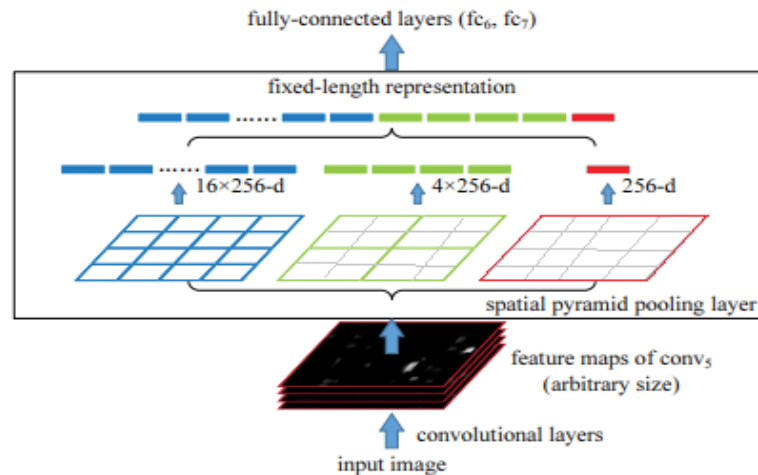 fully-connected layers (fc₆, fc₇)
fixed-length representation
......
......
16×256-d
4×256-d
256-d
spatial pyramid pooling layer
feature maps of conv₅
(arbitrary size)
convolutional layers
input image